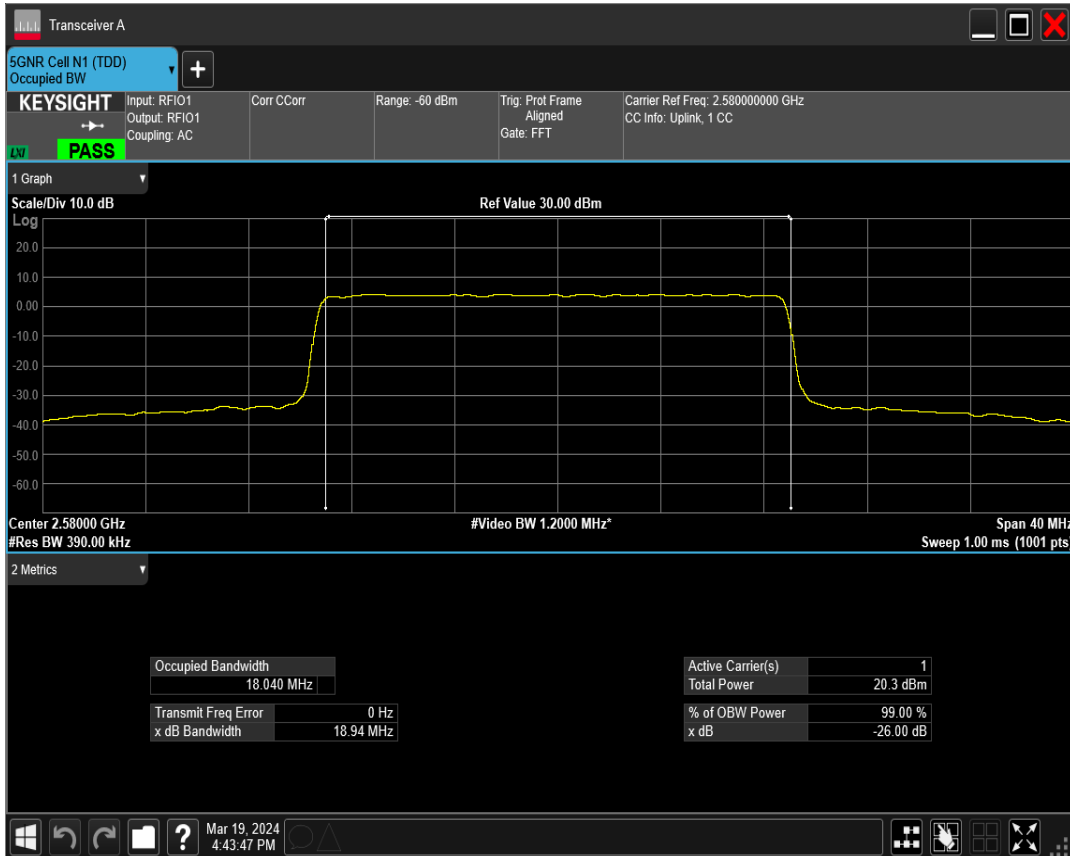 Transceiver A
5GNR Cell N1 (TDD)
Occupied BW
+
KEYSIGHT
LXI
PASS
Input: RFIO1
Output: RFIO1
Coupling: AC
Corr CCorr
Range: -60 dBm
Trig: Prot Frame
Aligned
Gate: FFT
Carrier Ref Freq: 2.580000000 GHz
CC Info: Uplink, 1 CC
1 Graph
Scale/Div 10.0 dB
Ref Value 30.00 dBm
Log
20.0
10.0
0.00
-10.0
-20.0
-30.0
-40.0
-50.0
-60.0
Center 2.58000 GHz
#Video BW 1.2000 MHz*
Span 40 MHz
#Res BW 390.00 kHz
Sweep 1.00 ms (1001 pts)
2 Metrics
Occupied Bandwidth
18.040 MHz
Transmit Freq Error 0 Hz
x dB Bandwidth 18.94 MHz
Active Carrier(s) 1
Total Power 20.3 dBm
% of OBW Power 99.00 %
x dB -26.00 dB
?
Mar 19, 2024
4:43:47 PM